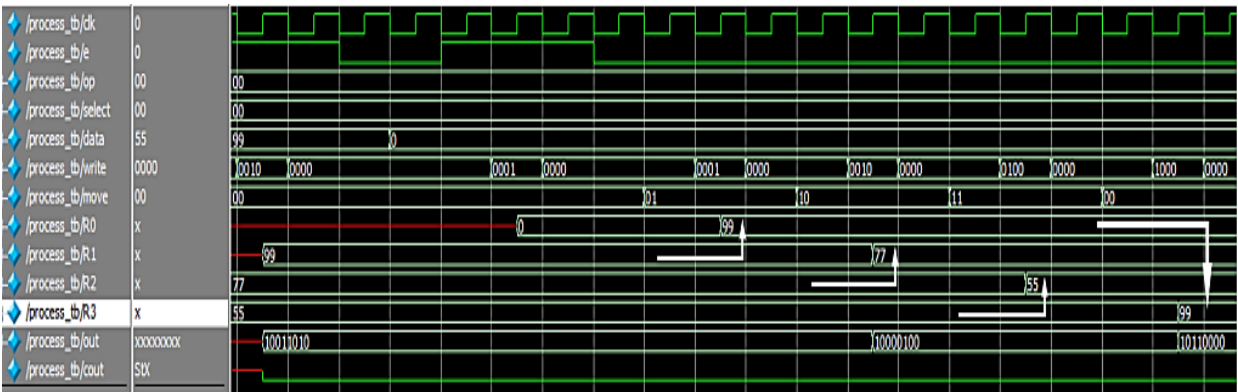 /process_tb/clk 0
/process_tb/e 0
/process_tb/op 00 00
/process_tb/select 00 00
/process_tb/data 55 99 0
/process_tb/write 0000 0010 0000 0001 0000 0001 0000 0010 0000 0100 0000 1000 0000
/process_tb/move 00 00 01 10 11 00
/process_tb/R0 x 0 99
/process_tb/R1 x 99 77
/process_tb/R2 x 77 55
/process_tb/R3 x 55 99
/process_tb/out xxxxxxxx 10011010 10000100 10110000
/process_tb/cout StX